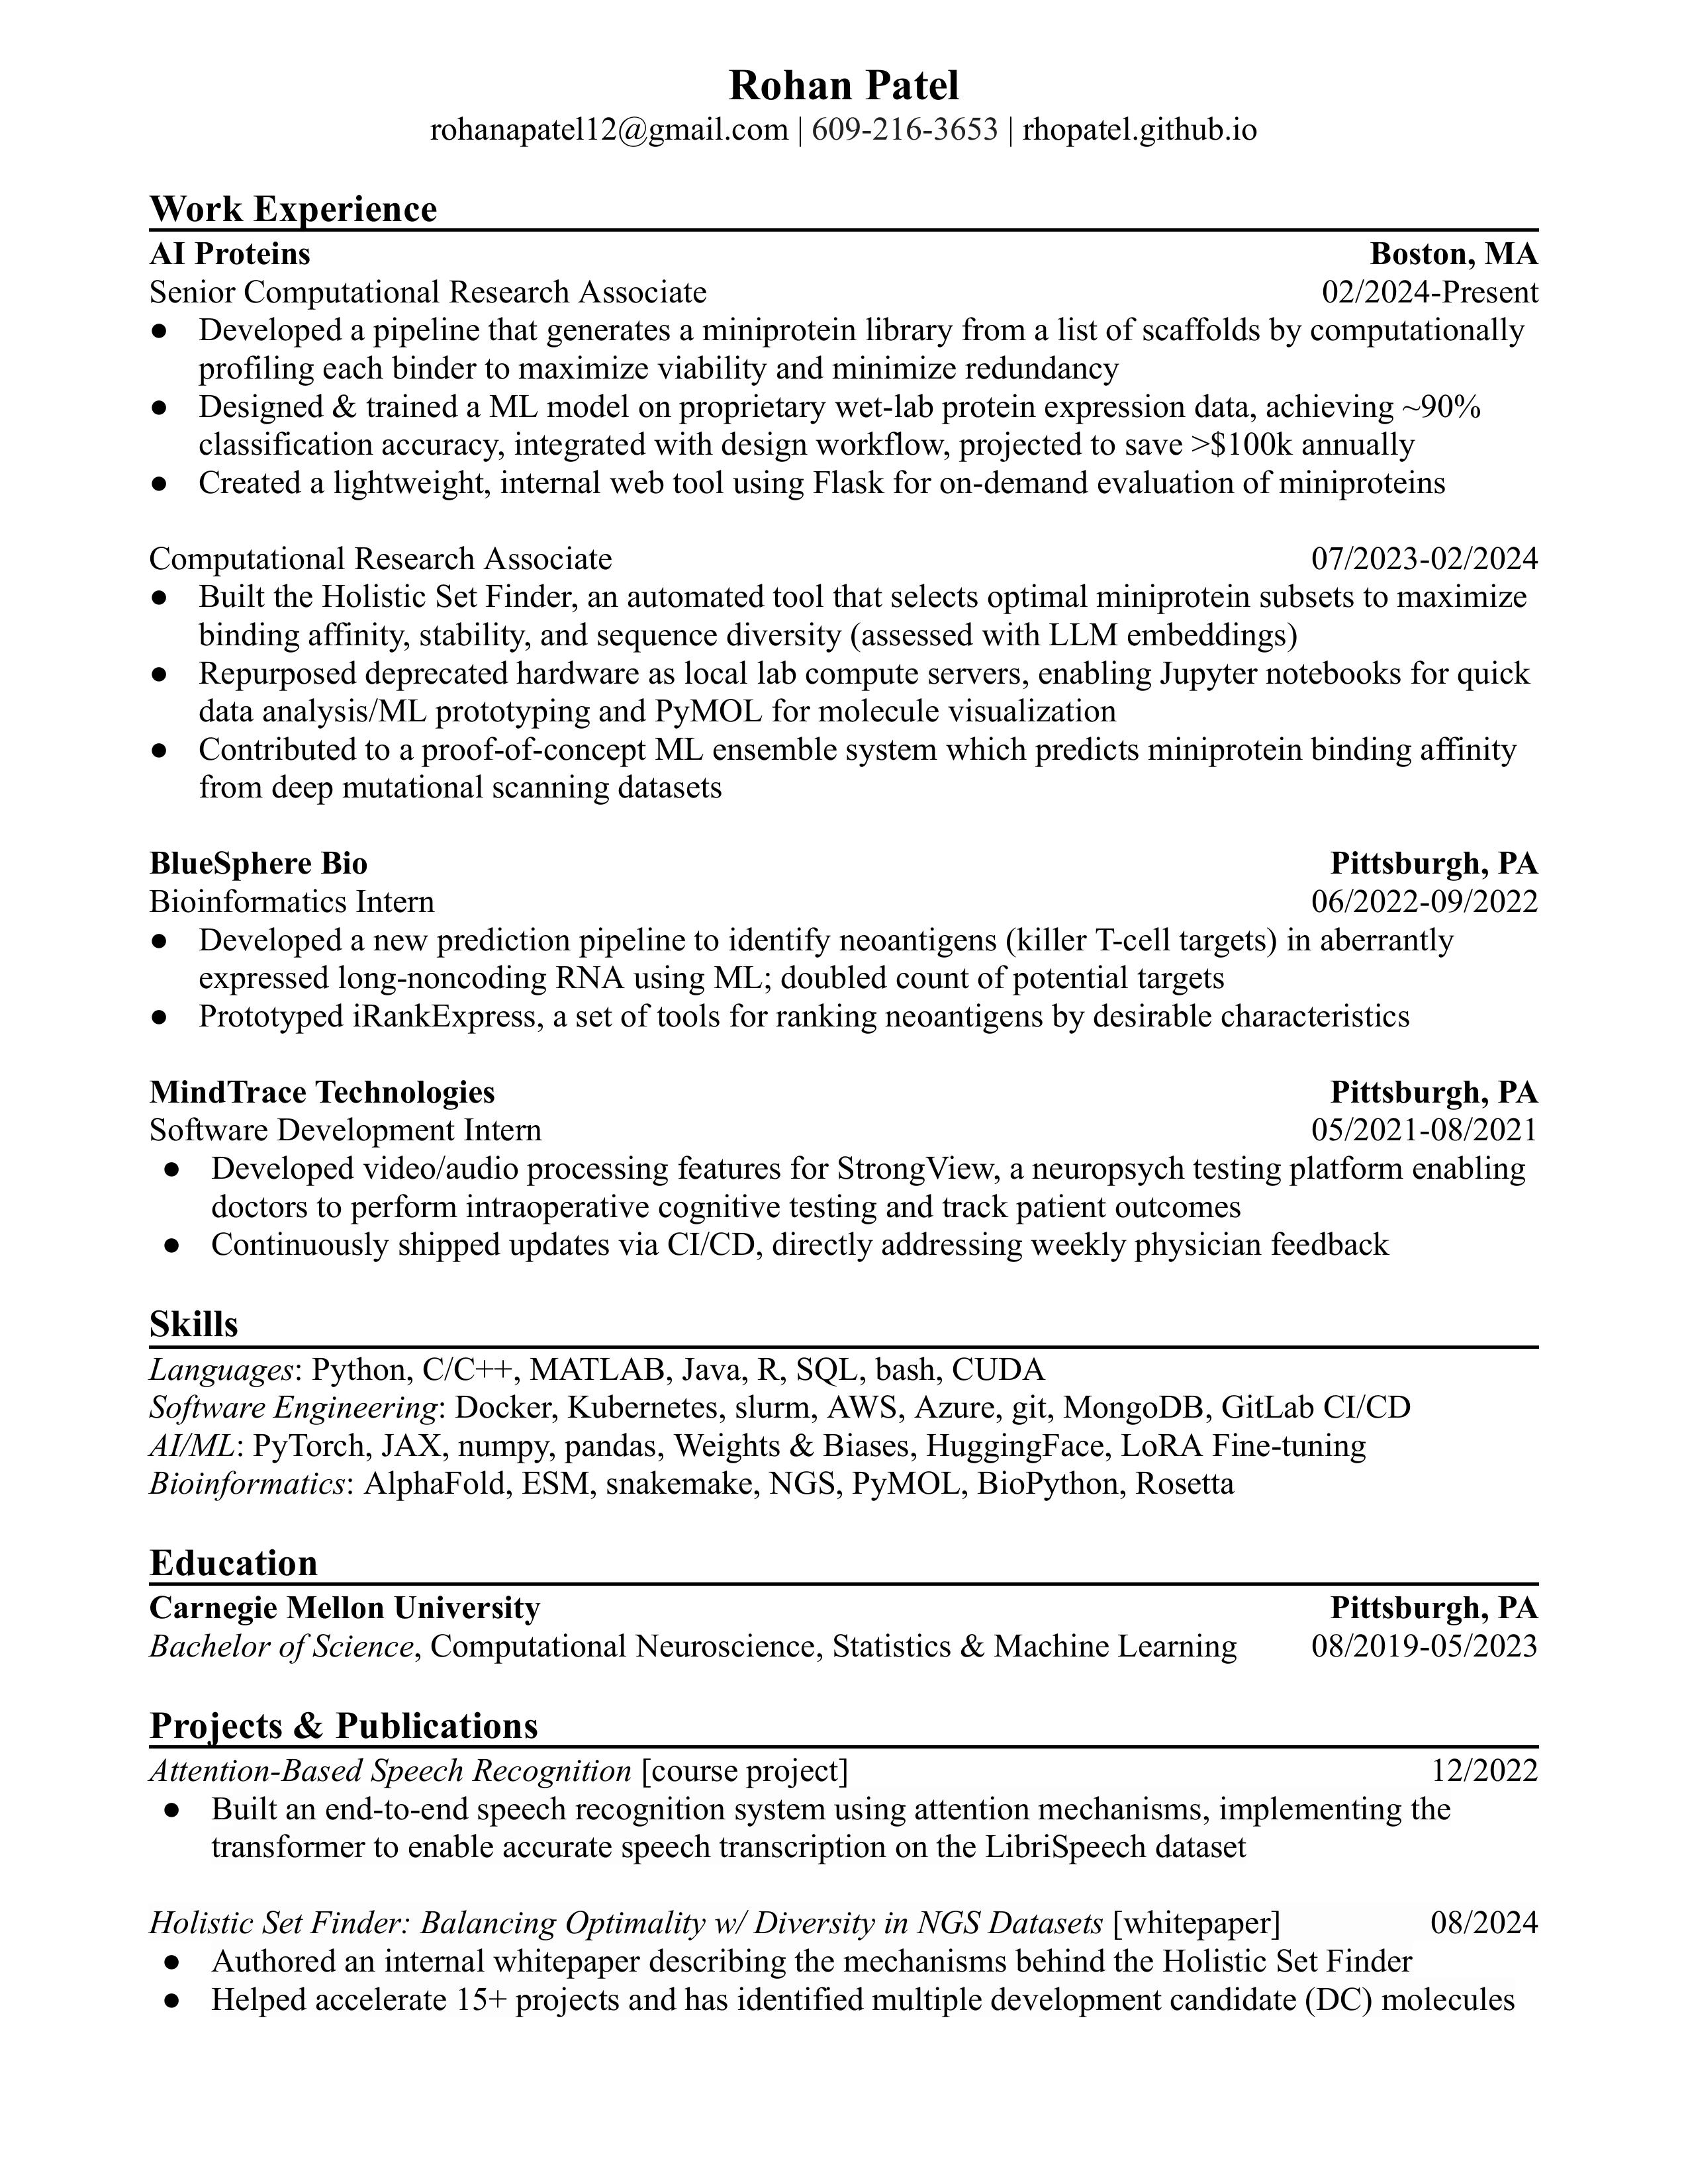 Rohan Patel
rohanapatel12@gmail.com | 609-216-3653 | rhopatel.github.io
Work Experience
AI Proteins Boston, MA
Senior Computational Research Associate 02/2024-Present
● Developed a pipeline that generates a miniprotein library from a list of scaffolds by computationally
profiling each binder to maximize viability and minimize redundancy
● Designed & trained a ML model on proprietary wet-lab protein expression data, achieving ~90%
classification accuracy, integrated with design workflow, projected to save >$100k annually
● Created a lightweight, internal web tool using Flask for on-demand evaluation of miniproteins
Computational Research Associate 07/2023-02/2024
● Built the Holistic Set Finder, an automated tool that selects optimal miniprotein subsets to maximize
binding affinity, stability, and sequence diversity (assessed with LLM embeddings)
● Repurposed deprecated hardware as local lab compute servers, enabling Jupyter notebooks for quick
data analysis/ML prototyping and PyMOL for molecule visualization
● Contributed to a proof-of-concept ML ensemble system which predicts miniprotein binding affinity
from deep mutational scanning datasets
BlueSphere Bio Pittsburgh, PA
Bioinformatics Intern 06/2022-09/2022
● Developed a new prediction pipeline to identify neoantigens (killer T-cell targets) in aberrantly
expressed long-noncoding RNA using ML; doubled count of potential targets
● Prototyped iRankExpress, a set of tools for ranking neoantigens by desirable characteristics
MindTrace Technologies Pittsburgh, PA
Software Development Intern 05/2021-08/2021
● Developed video/audio processing features for StrongView, a neuropsych testing platform enabling
doctors to perform intraoperative cognitive testing and track patient outcomes
● Continuously shipped updates via CI/CD, directly addressing weekly physician feedback
Skills
Languages: Python, C/C++, MATLAB, Java, R, SQL, bash, CUDA
Software Engineering: Docker, Kubernetes, slurm, AWS, Azure, git, MongoDB, GitLab CI/CD
AI/ML: PyTorch, JAX, numpy, pandas, Weights & Biases, HuggingFace, LoRA Fine-tuning
Bioinformatics: AlphaFold, ESM, snakemake, NGS, PyMOL, BioPython, Rosetta
Education
Carnegie Mellon University Pittsburgh, PA
Bachelor of Science, Computational Neuroscience, Statistics & Machine Learning 08/2019-05/2023
Projects & Publications
Attention-Based Speech Recognition [course project] 12/2022
● Built an end-to-end speech recognition system using attention mechanisms, implementing the
transformer to enable accurate speech transcription on the LibriSpeech dataset
Holistic Set Finder: Balancing Optimality w/ Diversity in NGS Datasets [whitepaper] 08/2024
● Authored an internal whitepaper describing the mechanisms behind the Holistic Set Finder
● Helped accelerate 15+ projects and has identified multiple development candidate (DC) molecules